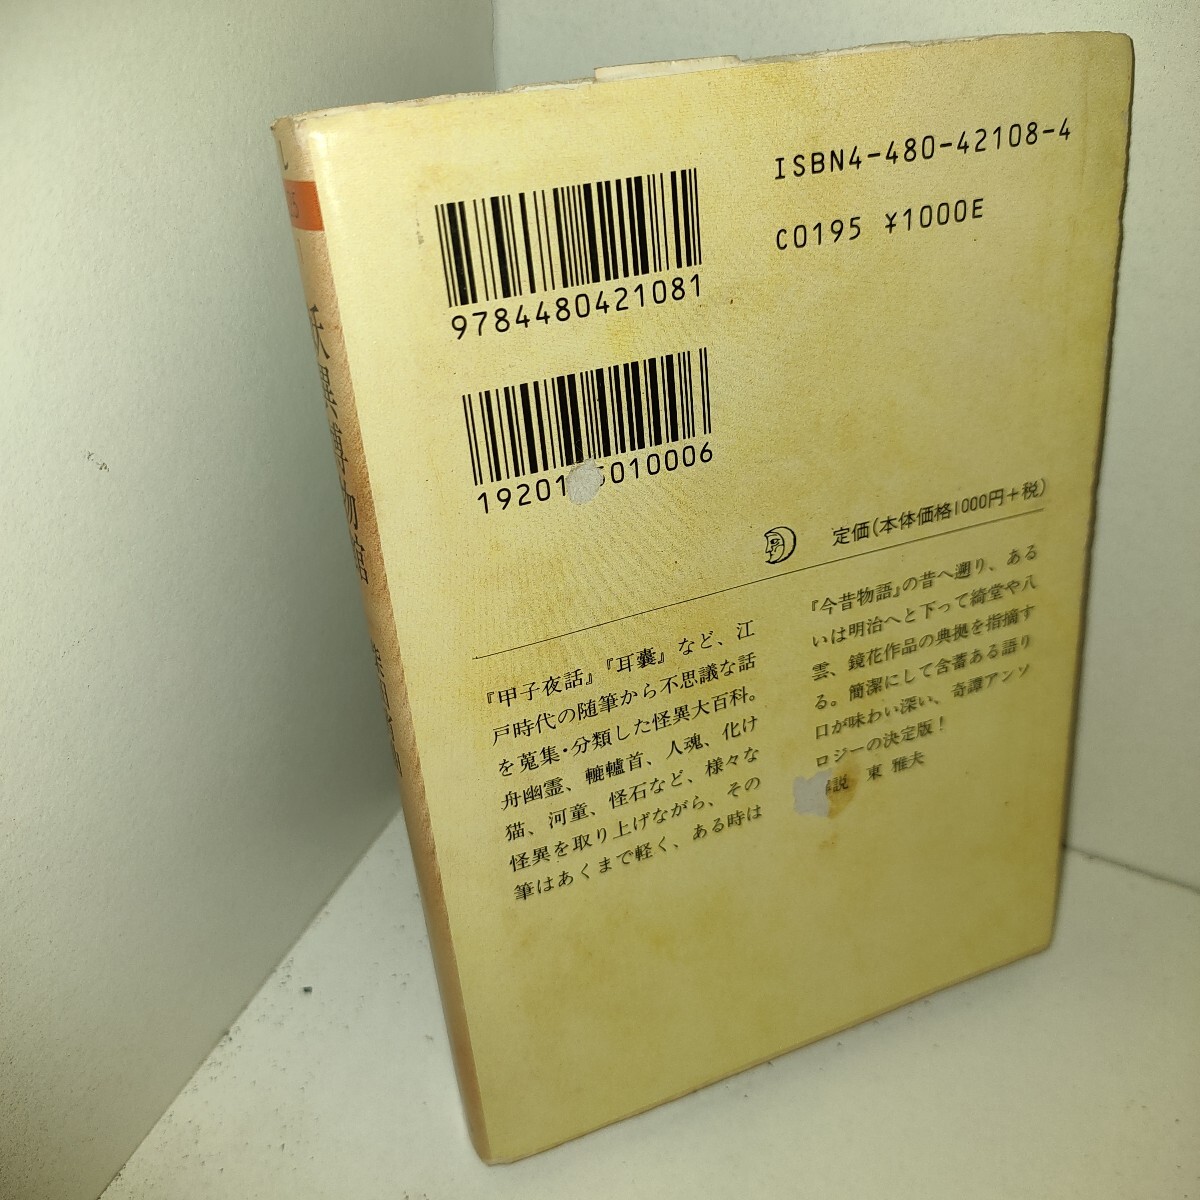 妖異博物館
ISBN4-480-42108-4
C0195 ¥1000E
9784480421081
19201 5010006
定価(本体価格1000円+税)
『甲子夜話』『耳嚢』など、江
戸時代の随筆から不思議な話
を蒐集・分類した怪異大百科。
舟幽霊、轆轤首、人魂、化け
猫、河童、怪石など、様々な
怪異を取り上げながら、その
筆はあくまで軽く、ある時は
『今昔物語』の昔へ遡り、ある
いは明治へと下って綺堂や八
雲、鏡花作品の典拠を指摘す
る。簡潔にして含蓄ある語り
口が味わい深い、奇譚アンソ
ロジーの決定版!
解説 東 雅夫